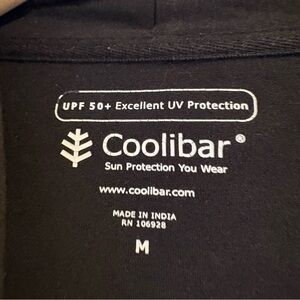 UPF 50+ Excellent UV Protection
Coolibar®
Sun Protection You Wear
www.coolibar.com
MADE IN INDIA
RN 106928
M